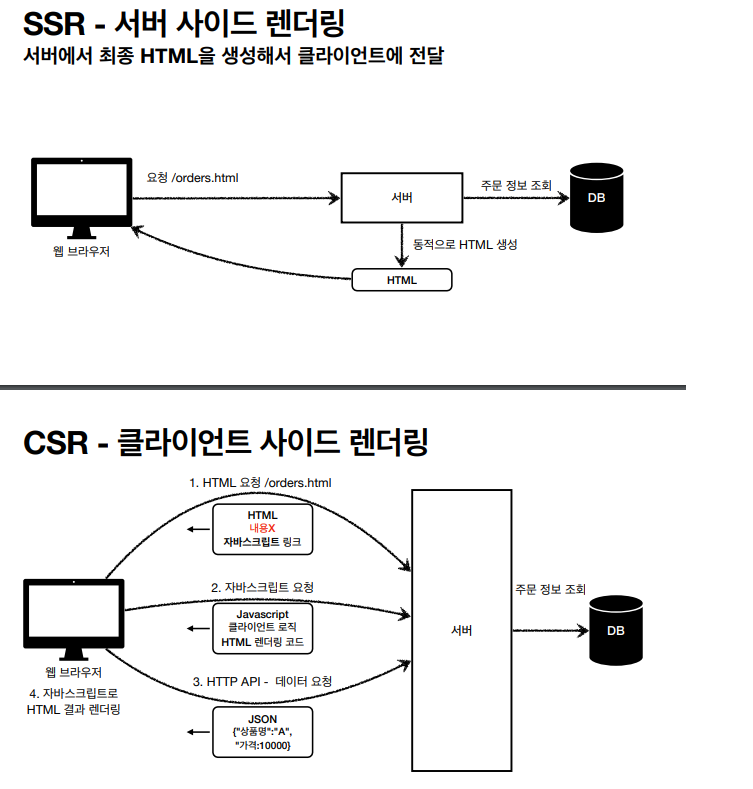 SSR - 서버 사이드 렌더링
서버에서 최종 HTML을 생성해서 클라이언트에 전달
요청 /orders.html
서버
주문 정보 조회
DB
웹 브라우저
동적으로 HTML 생성
HTML
CSR - 클라이언트 사이드 렌더링
1. HTML 요청 /orders.html
HTML
내용X
자바스크립트 링크
2. 자바스크립트 요청
Javascript
클라이언트 로직
HTML 렌더링 코드
서버
주문 정보 조회
DB
웹 브라우저
4. 자바스크립트로
HTML 결과 렌더링
3. HTTP API - 데이터 요청
JSON
{"상품명":"A",
"가격:10000}